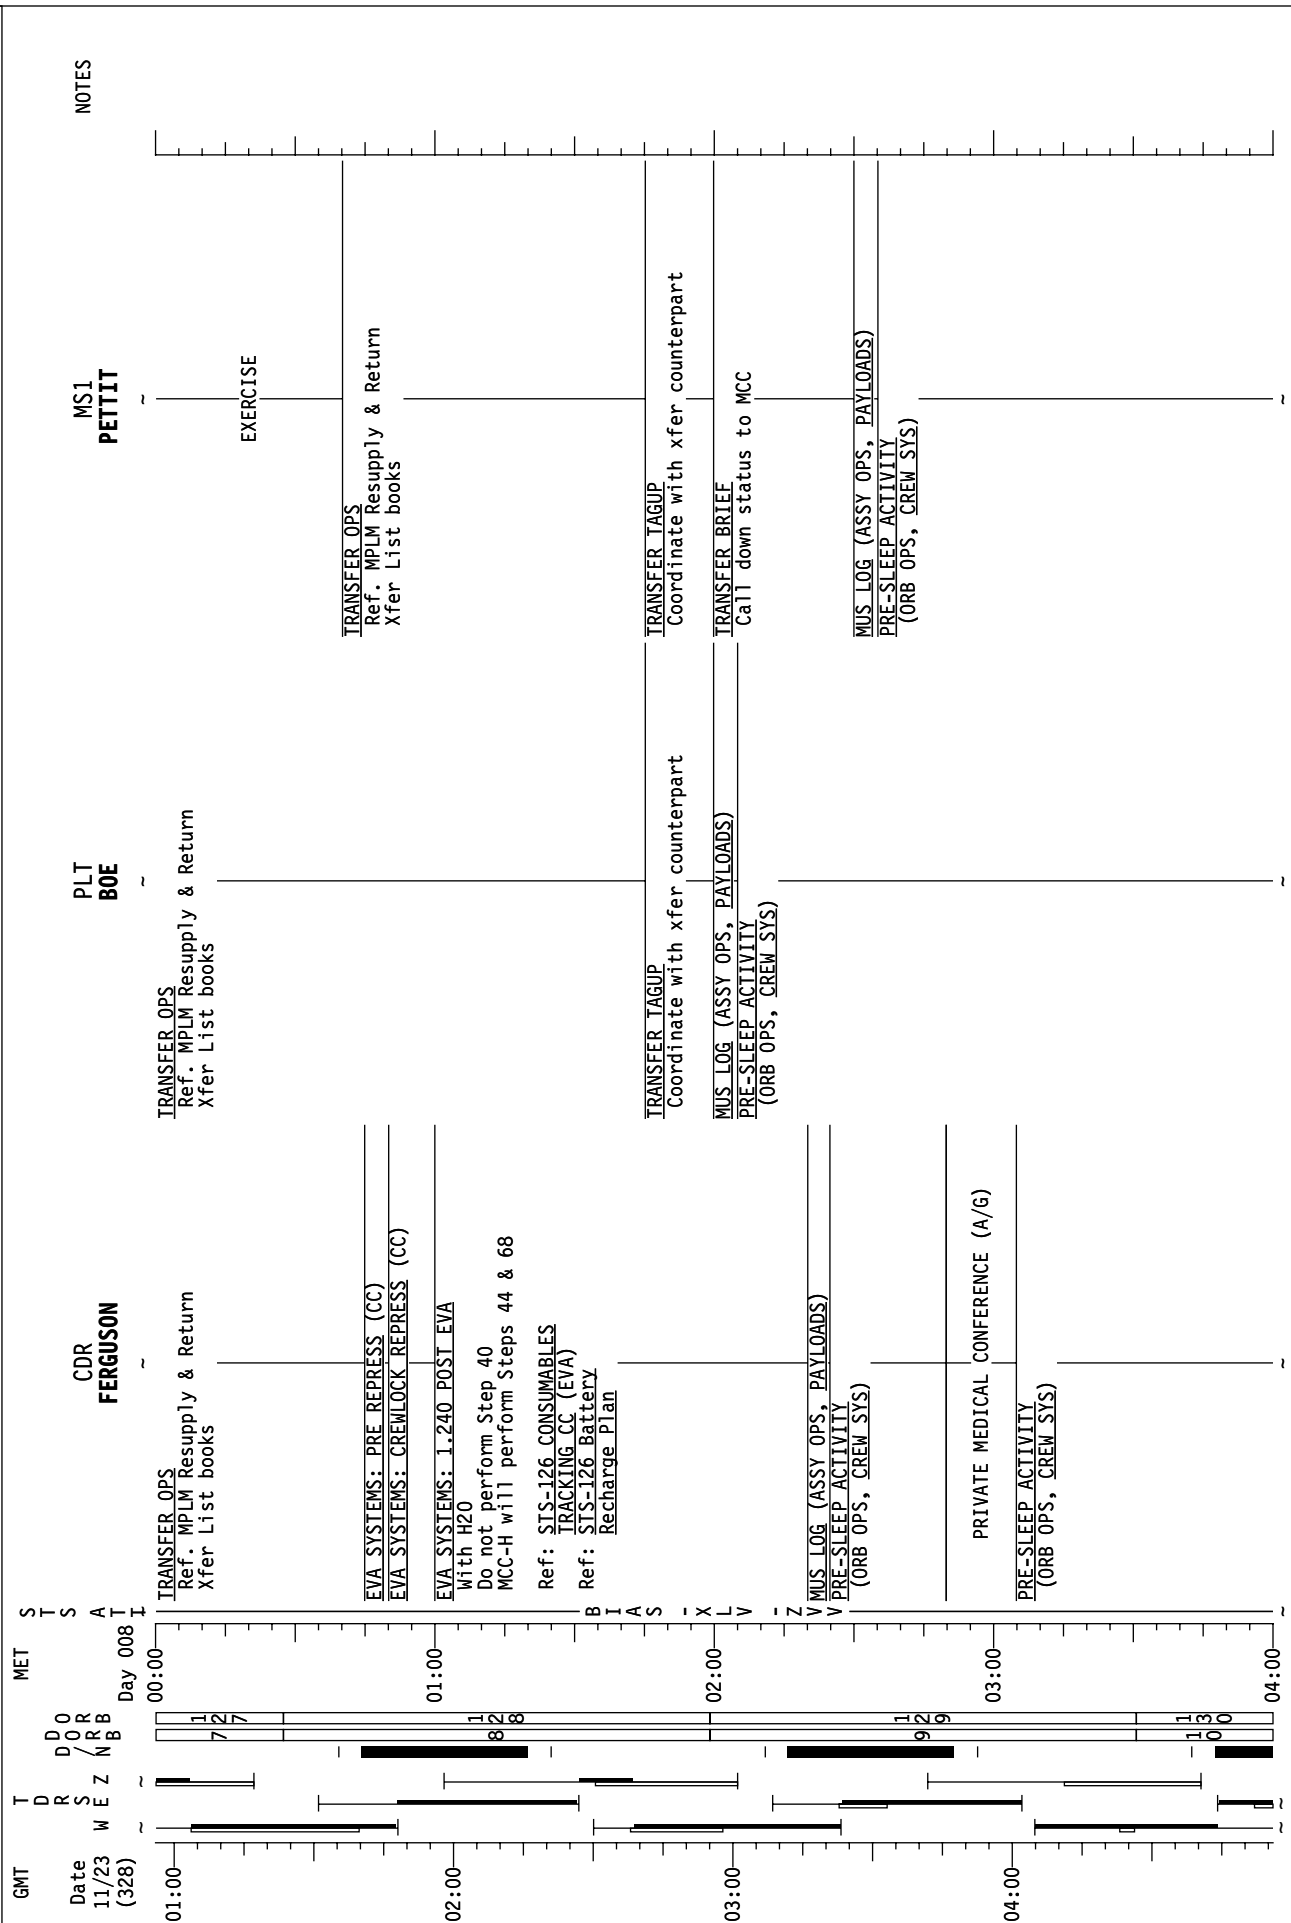 GMT
Date
11/23
(328)
01:00
02:00
03:00
04:00
T
D
R
S
W E Z
~ ~
~ ~ ~
D
D O
/ R
N B
7
8
9
10
O
R
B
127
128
129
130
MET
Day 008
00:00
01:00
02:00
03:00
04:00
S
T
S
A
T
T
BIAS -XLV -ZVV
~
CDR
FERGUSON
~
TRANSFER OPS
Ref. MPLM Resupply & Return
Xfer List books
EVA SYSTEMS: PRE REPRESS (CC)
EVA SYSTEMS: CREWLOCK REPRESS (CC)
EVA SYSTEMS: 1.240 POST EVA
With H2O
Do not perform Step 40
MCC-H will perform Steps 44 & 68
Ref: STS-126 CONSUMABLES
TRACKING CC (EVA)
Ref: STS-126 Battery
Recharge Plan
MUS LOG (ASSY OPS, PAYLOADS)
PRE-SLEEP ACTIVITY
(ORB OPS, CREW SYS)
PRIVATE MEDICAL CONFERENCE (A/G)
PRE-SLEEP ACTIVITY
(ORB OPS, CREW SYS)
~
PLT
BOE
~
TRANSFER OPS
Ref. MPLM Resupply & Return
Xfer List books
TRANSFER TAGUP
Coordinate with xfer counterpart
MUS LOG (ASSY OPS, PAYLOADS)
PRE-SLEEP ACTIVITY
(ORB OPS, CREW SYS)
~
MS1
PETTIT
~
EXERCISE
TRANSFER OPS
Ref. MPLM Resupply & Return
Xfer List books
TRANSFER TAGUP
Coordinate with xfer counterpart
TRANSFER BRIEF
Call down status to MCC
MUS LOG (ASSY OPS, PAYLOADS)
PRE-SLEEP ACTIVITY
(ORB OPS, CREW SYS)
~
NOTES